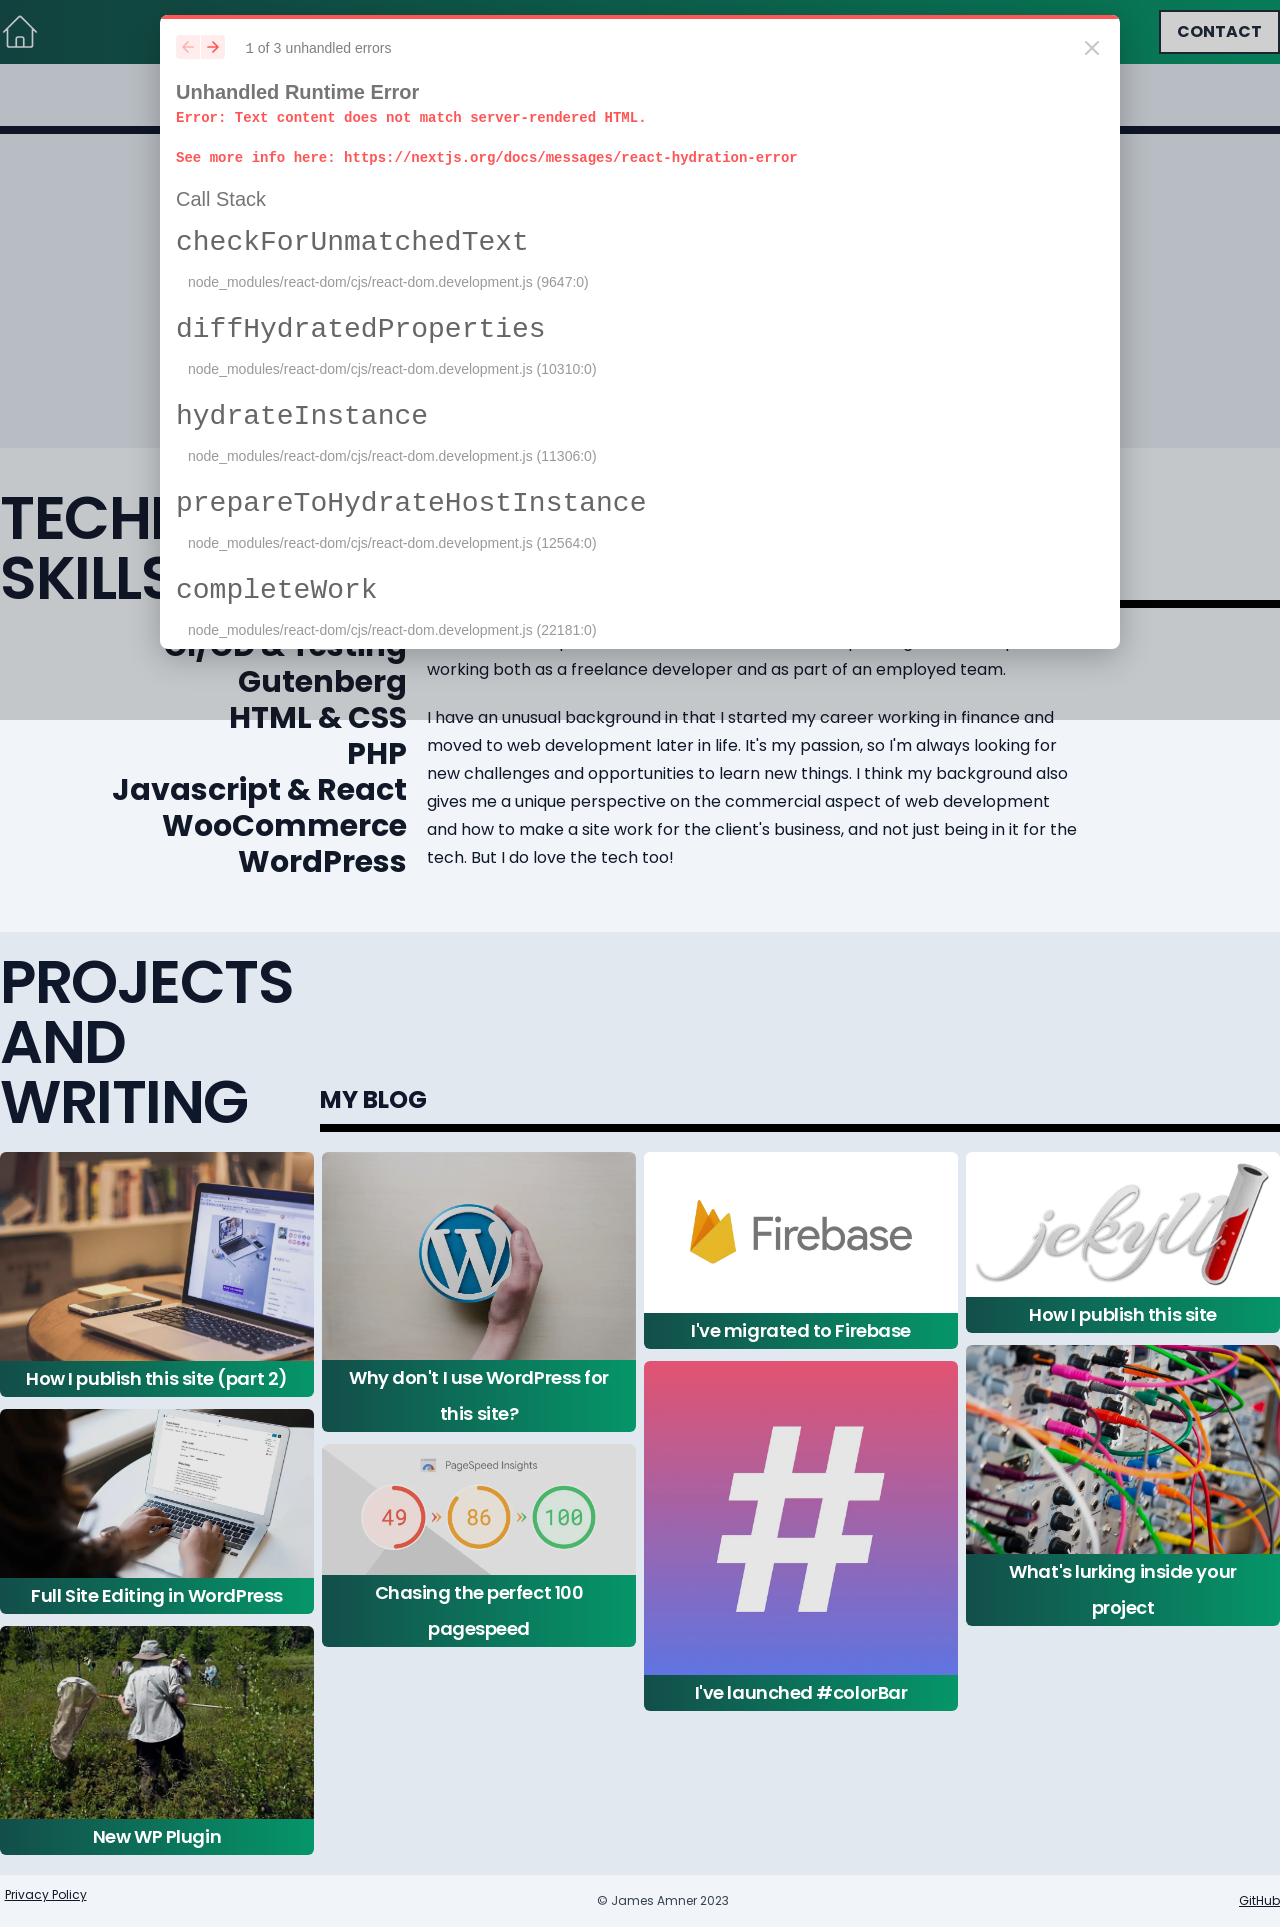 CONTACT
1 of 3 unhandled errors
Unhandled Runtime Error
Error: Text content does not match server-rendered HTML.
See more info here: https://nextjs.org/docs/messages/react-hydration-error
Call Stack
checkForUnmatchedText
node_modules/react-dom/cjs/react-dom.development.js (9647:0)
diffHydratedProperties
node_modules/react-dom/cjs/react-dom.development.js (10310:0)
hydrateInstance
node_modules/react-dom/cjs/react-dom.development.js (11306:0)
prepareToHydrateHostInstance
node_modules/react-dom/cjs/react-dom.development.js (12564:0)
completeWork
node_modules/react-dom/cjs/react-dom.development.js (22181:0)
SKILLS
CI/CD & Testing
Gutenberg
HTML & CSS
PHP
Javascript & React
WooCommerce
WordPress
working both as a freelance developer and as part of an employed team.
I have an unusual background in that I started my career working in finance and
moved to web development later in life. It's my passion, so I'm always looking for
new challenges and opportunities to learn new things. I think my background also
gives me a unique perspective on the commercial aspect of web development
and how to make a site work for the client's business, and not just being in it for the
tech. But I do love the tech too!
PROJECTS
AND
WRITING
MY BLOG
How I publish this site (part 2)
Full Site Editing in WordPress
New WP Plugin
Why don't I use WordPress for
this site?
PageSpeed Insights
49 » 86 » 100
Chasing the perfect 100
pagespeed
Firebase
I've migrated to Firebase
#
I've launched #colorBar
jekyll
How I publish this site
What's lurking inside your
project
Privacy Policy
© James Amner 2023
GitHub